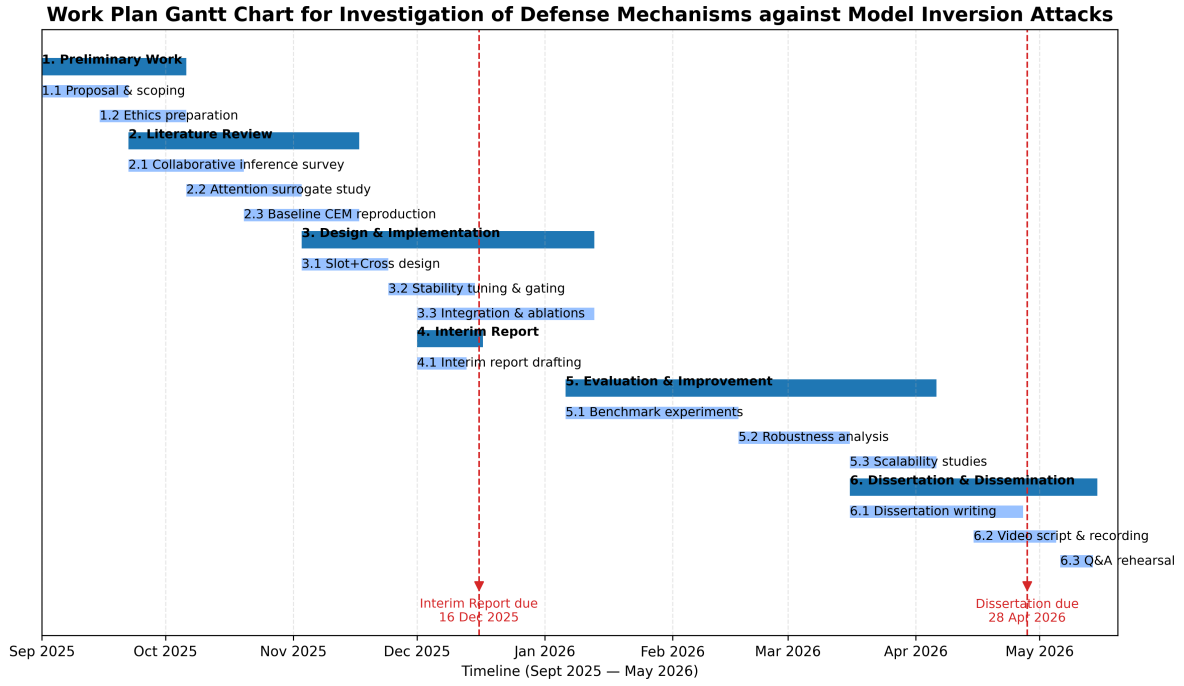 Work Plan Gantt Chart for Investigation of Defense Mechanisms against Model Inversion Attacks
1. Preliminary Work
1.1 Proposal & scoping
1.2 Ethics preparation
2. Literature Review
2.1 Collaborative inference survey
2.2 Attention surrogate study
2.3 Baseline CEM reproduction
3. Design & Implementation
3.1 Slot+Cross design
3.2 Stability tuning & gating
3.3 Integration & ablations
4. Interim Report
4.1 Interim report drafting
5. Evaluation & Improvement
5.1 Benchmark experiments
5.2 Robustness analysis
5.3 Scalability studies
6. Dissertation & Dissemination
6.1 Dissertation writing
6.2 Video script & recording
6.3 Q&A rehearsal
Interim Report due
16 Dec 2025
Dissertation due
28 Apr 2026
Sep 2025 Oct 2025 Nov 2025 Dec 2025 Jan 2026 Feb 2026 Mar 2026 Apr 2026 May 2026
Timeline (Sept 2025 — May 2026)